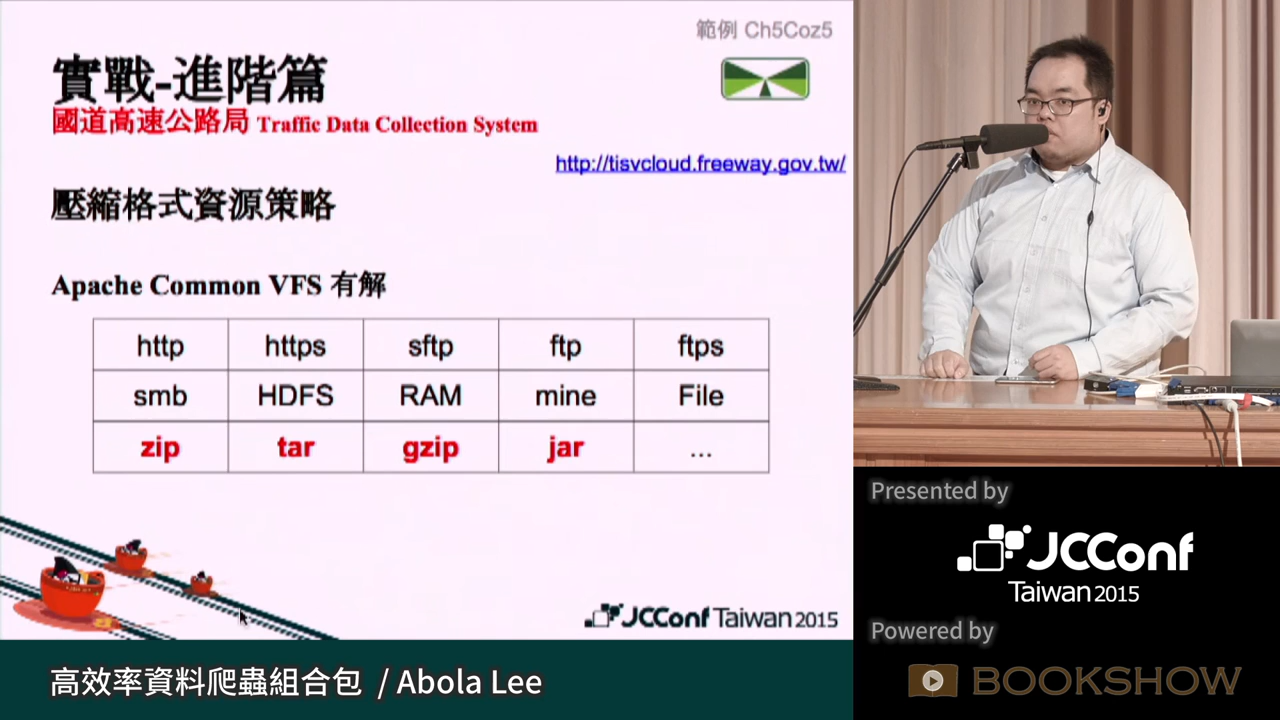 範例 Ch5Coz5
實戰-進階篇
國道高速公路局 Traffic Data Collection System
http://tisvcloud.freeway.gov.tw/
壓縮格式資源策略
Apache Common VFS 有解
http https sftp ftp ftps
smb HDFS RAM mine File
zip tar gzip jar ...
JCConf Taiwan 2015
高效率資料爬蟲組合包 / Abola Lee
Presented by
JCConf
Taiwan 2015
Powered by
BOOKSHOW